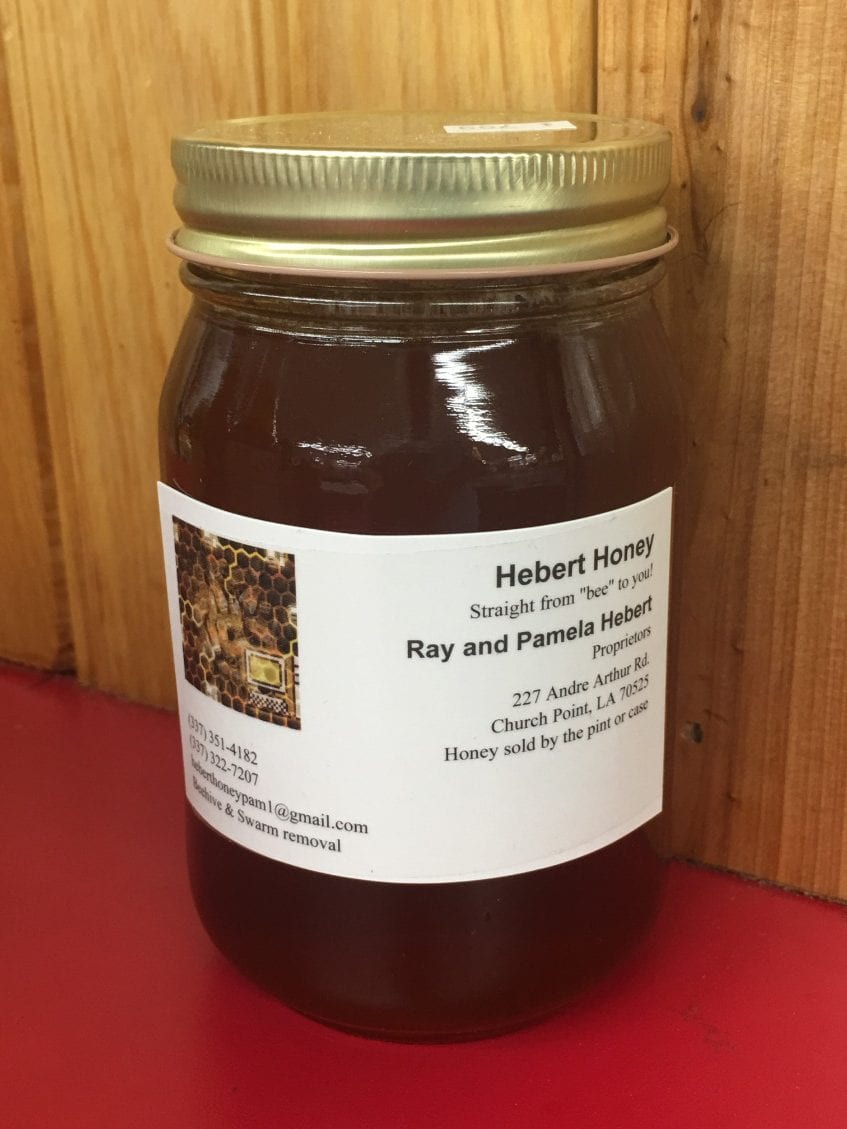 Hebert Honey
Straight from "bee" to you!
Ray and Pamela Hebert
Proprietors
227 Andre Arthur Rd.
Church Point, LA 70525
Honey sold by the pint or case
(337) 351-4182
(337) 322-7207
heberthoneypam1@gmail.com
Beehive & Swarm removal